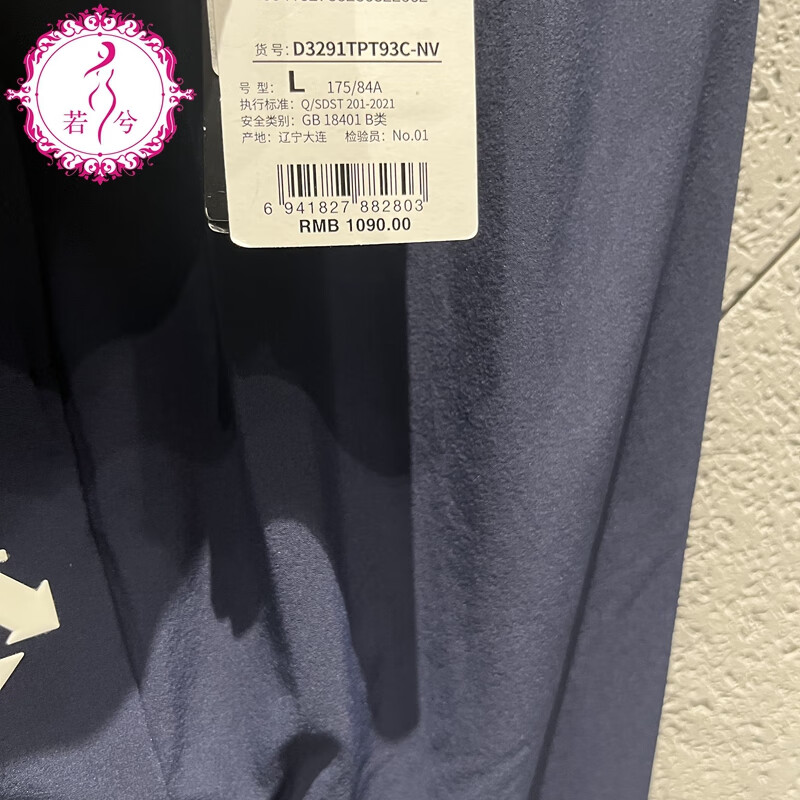 若兮
货号: D3291TPT93C-NV
号型: L 175/84A
执行标准: Q/SDST 201-2021
安全类别: GB 18401 B类
产地: 辽宁大连 检验员: No.01
6 941827 882803
RMB 1090.00